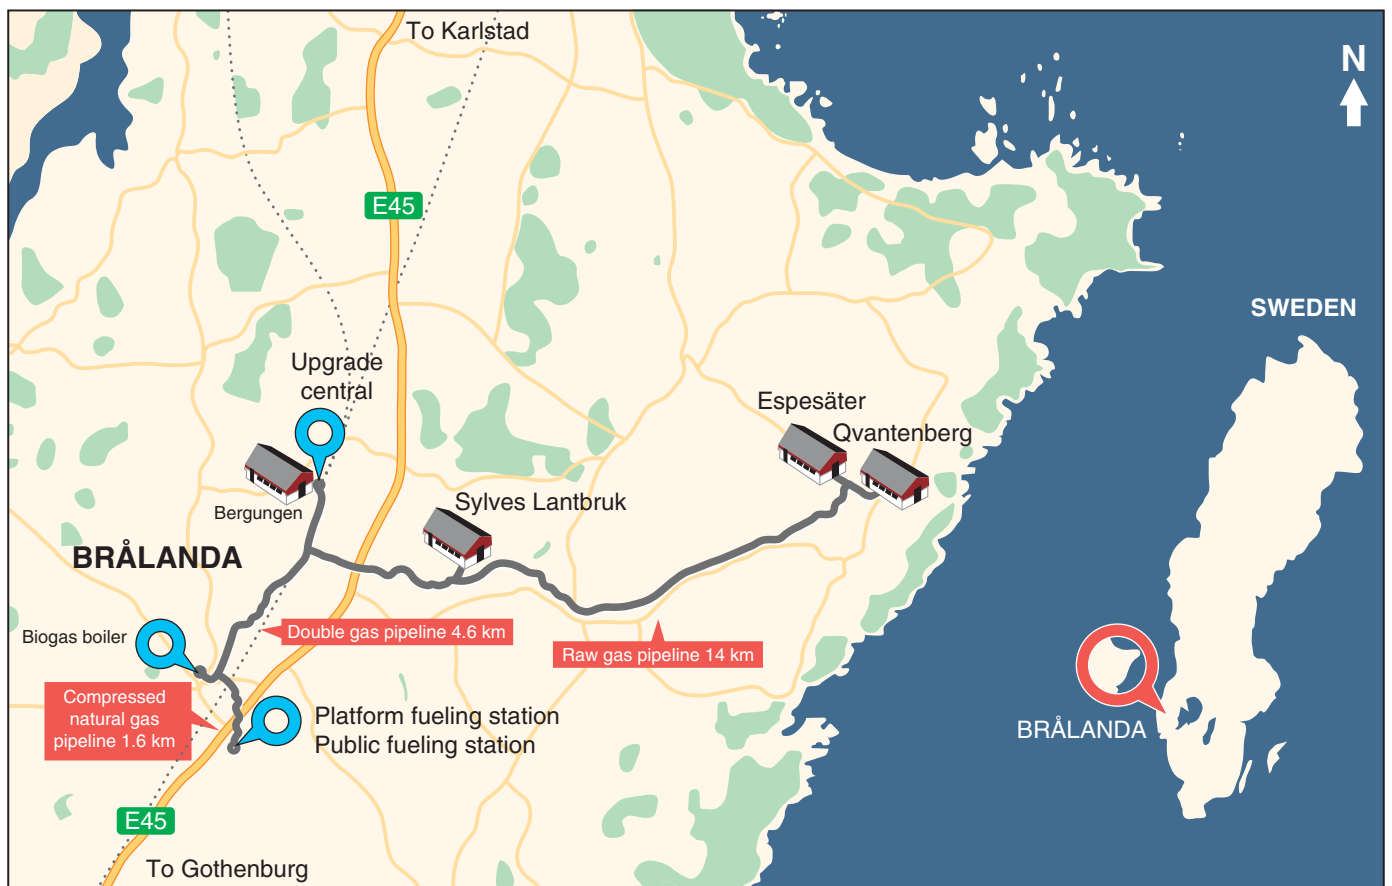 To Karlstad
N
E45
SWEDEN
Upgrade
central
Espesäter
Qvantenberg
Sylves Lantbruk
Bergungen
BRÅLANDA
Biogas boiler
Double gas pipeline 4.6 km
Raw gas pipeline 14 km
Compressed
natural gas
pipeline 1.6 km
Platform fueling station
Public fueling station
BRÅLANDA
E45
To Gothenburg